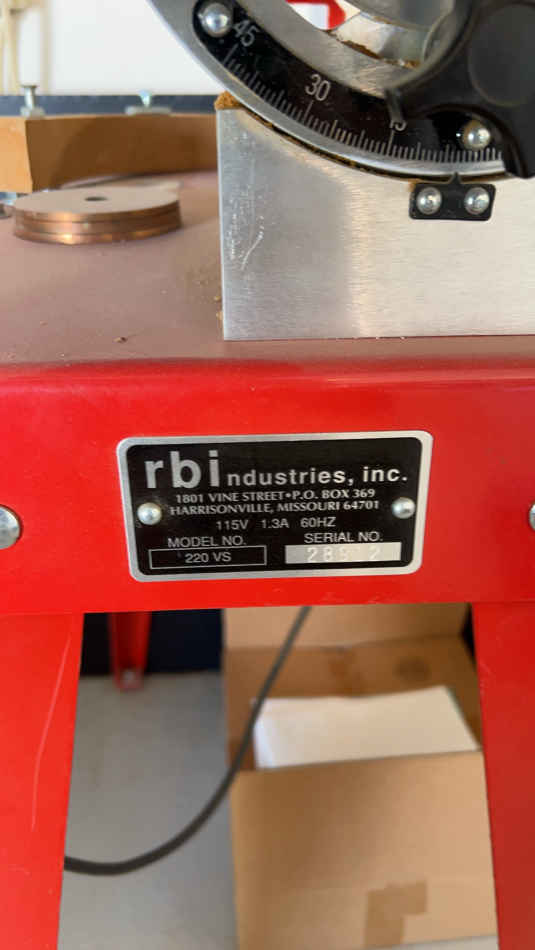 45
30
15
rbIndustries, inc.
1801 VINE STREET•P.O. BOX 369
HARRISONVILLE, MISSOURI 64701
115V 1.3A 60HZ
MODEL NO. SERIAL NO.
220 VS